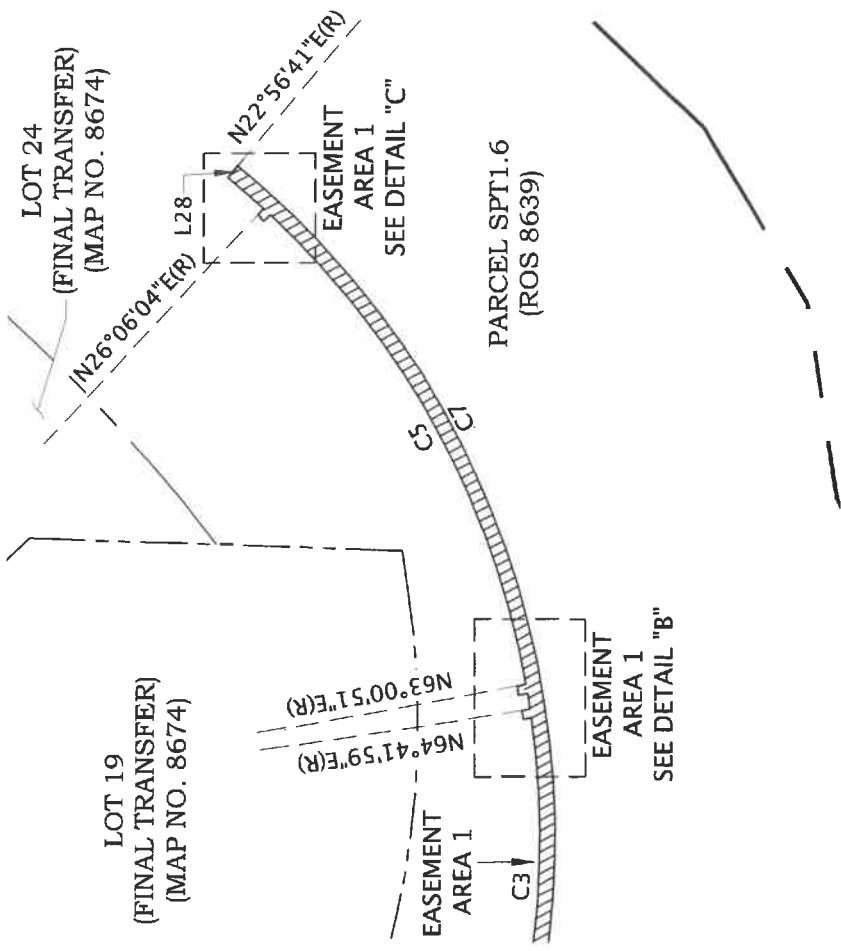 LOT 24
(FINAL TRANSFER)
(MAP NO. 8674)
L28
N22°56'41"E(R)
N26°06'04"E(R)
EASEMENT
AREA 1
SEE DETAIL "C"
PARCEL SPT1.6
(ROS 8639)
C5
C7
LOT 19
(FINAL TRANSFER)
(MAP NO. 8674)
N63°00'51"E(R)
N64°41'59"E(R)
EASEMENT
AREA 1
SEE DETAIL "B"
EASEMENT
AREA 1
C3